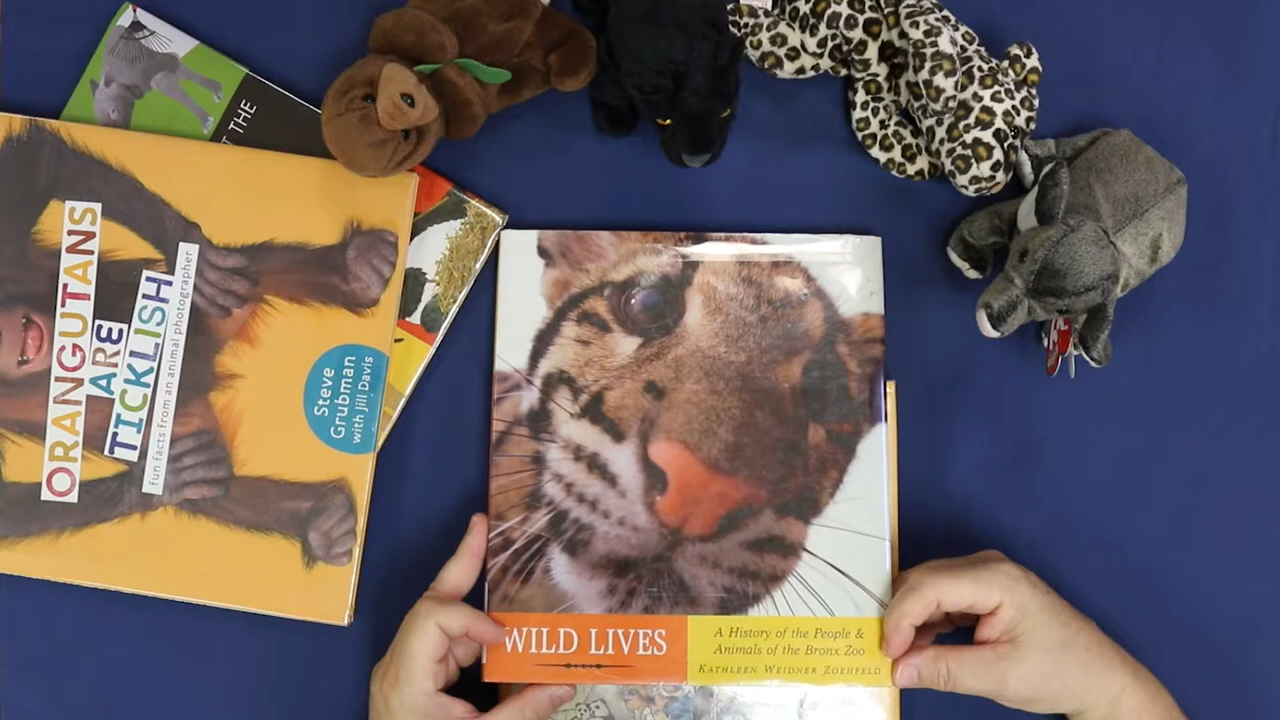 T THE
ORANGUTANS
ARE
TICKLISH
fun facts from an animal photographer
Steve
Grubman
with Jill Davis
WILD LIVES
A History of the People &
Animals of the Bronx Zoo
KATHLEEN WEIDNER ZOEHFELD